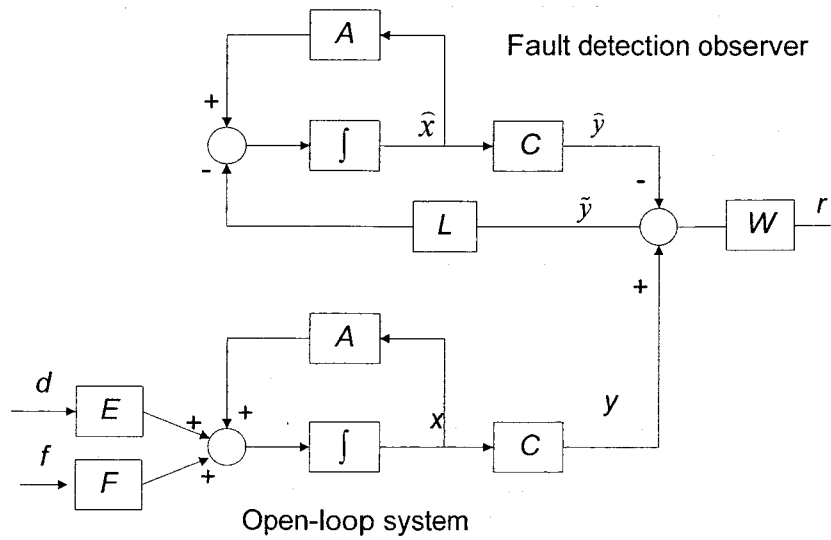 A
Fault detection observer
+
∫
x̂
C
ŷ
-
-
L
ỹ
W
r
+
A
d
E
+
+
x
y
∫
C
f
F
+
Open-loop system